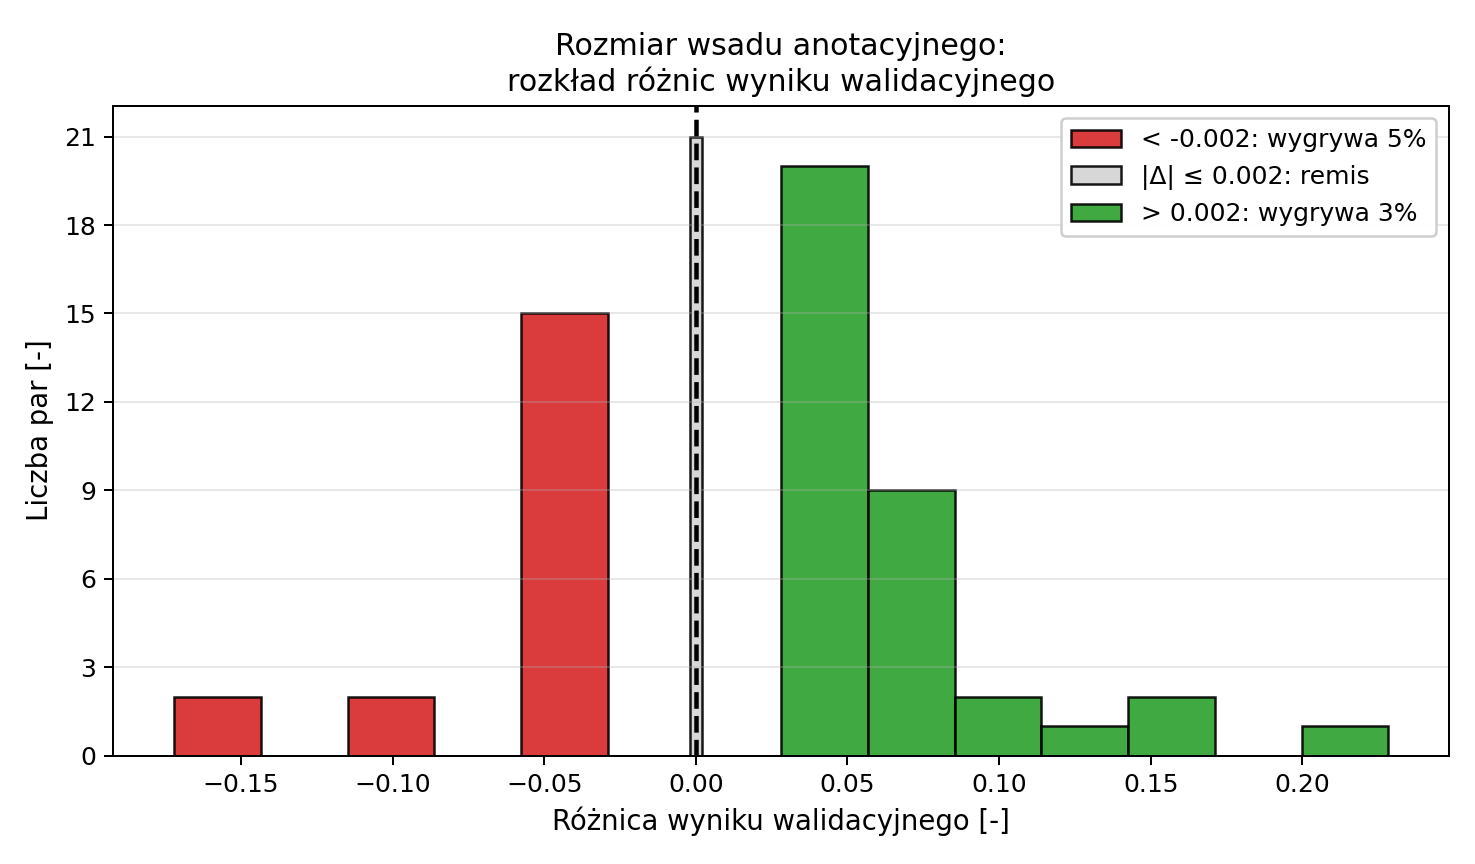 Rozmiar wsadu anotacyjnego:
rozkład różnic wyniku walidacyjnego
< -0.002: wygrywa 5%
|Δ| ≤ 0.002: remis
> 0.002: wygrywa 3%
Liczba par [-]
21
18
15
12
9
6
3
0
−0.15 −0.10 −0.05 0.00 0.05 0.10 0.15 0.20
Różnica wyniku walidacyjnego [-]